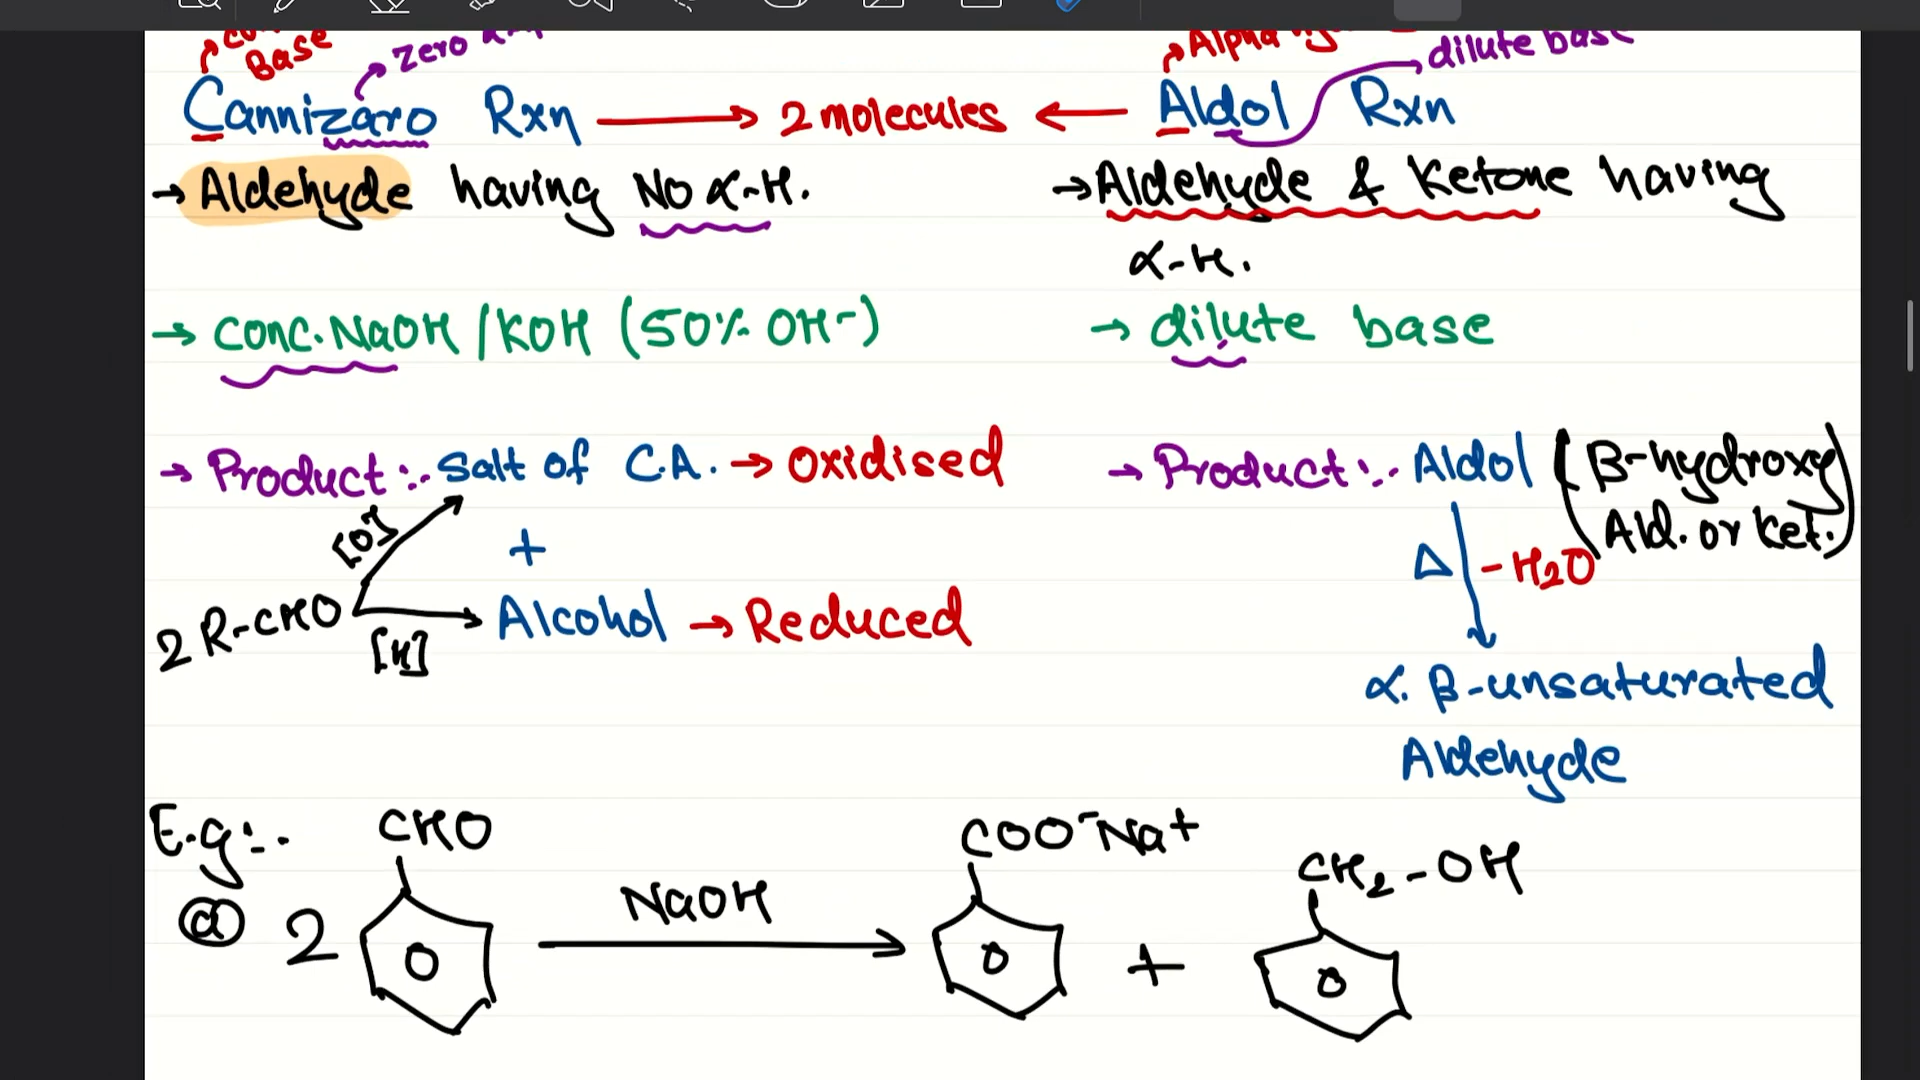 Base
zero
dilute base
Cannizaro Rxn → 2 molecules ← Aldol Rxn
→ Aldehyde having No α-H.
→ Aldehyde & Ketone having
α-H.
→ conc. NaOH / KOH (50% OH-)
→ dilute base
→ Product :- Salt of C.A. → Oxidised
[O]
+
2 R-CHO
[H]
Alcohol → Reduced
→ Product :- Aldol (β-hydroxy
Ald. or Ket.)
Δ - H2O
α. β-unsaturated
Aldehyde
E.g :-
CHO
COO-Na+
CH2-OH
NaOH
ⓐ 2
+